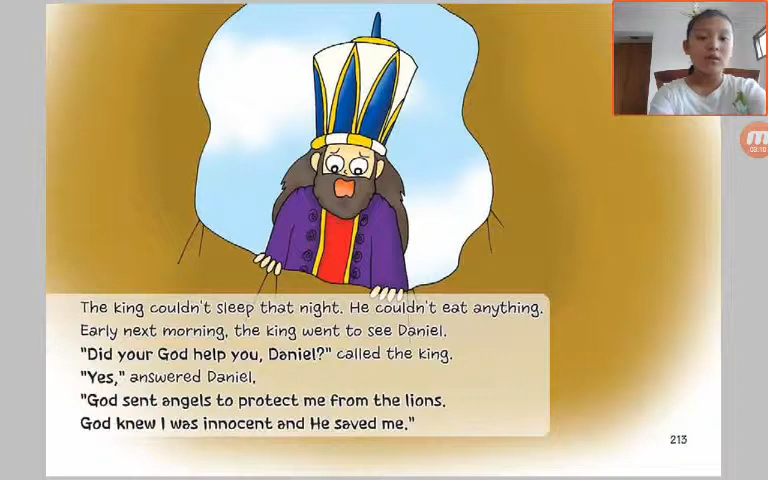 The king couldn't sleep that night. He couldn't eat anything.
Early next morning, the king went to see Daniel.
"Did your God help you, Daniel?" called the king.
"Yes," answered Daniel.
"God sent angels to protect me from the lions.
God knew I was innocent and He saved me."
213
03:10